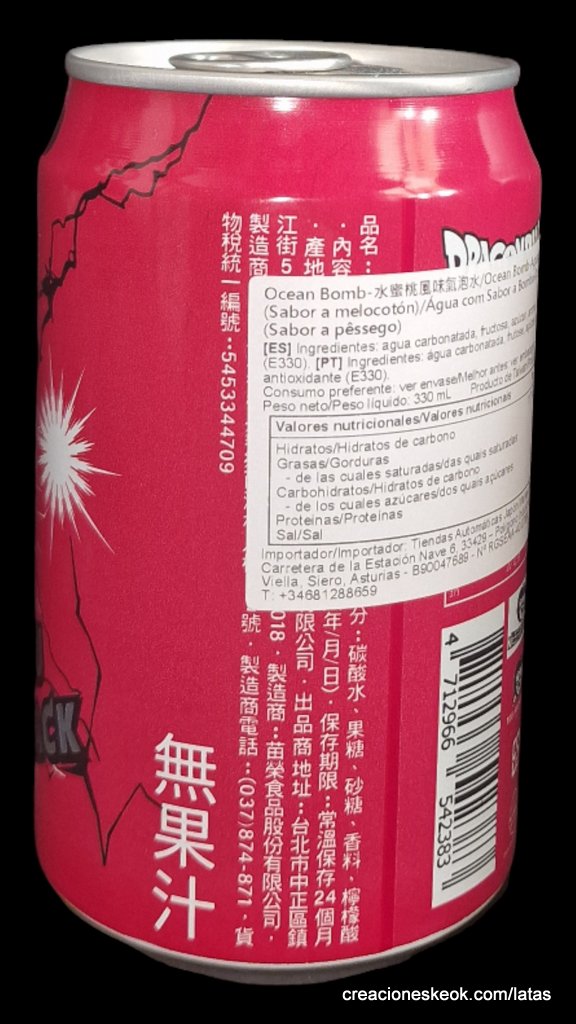 品名:
·內容
·產地
江街5
製造商
物稅統一編號:5453344709
分:碳酸水、果糖、砂糖、香料、檸檬酸
年/月/日)·保存期限:常溫保存24個月
限公司·出品商地址:台北市中正區鎮
018·製造商:苗榮食品股份有限公司·
號·製造商電話:(037)874-871·貨
無果汁
CK
Ocean Bomb-水蜜桃風味氣泡水/Ocean Bomb-
(Sabor a melocotón)/Água com Sabor a
(Sabor a pêssego)
[ES] Ingredientes: agua carbonatada, fructosa,
(E330). [PT] Ingredientes: água carbonatada,
antioxidante (E330).
Consumo preferente: ver envase/Melhor antes: ver
Peso neto/Peso líquido: 330 mL Producto de
Valores nutricionales/Valores nutricionais
Hidratos/Hidratos de carbono
Grasas/Gorduras
- de las cuales saturadas/das quais saturadas
Carbohidratos/Hidratos de carbono
- de los cuales azúcares/dos quais açúcares
Proteinas/Proteínas
Sal/Sal
Importador/Importador: Tiendas Automáticas
Carretera de la Estación Nave 6, 33429 -
Viella, Siero, Asturias - B90047689 - Nº
T: +34681288659
4 712966 542383
creacioneskeok.com/latas